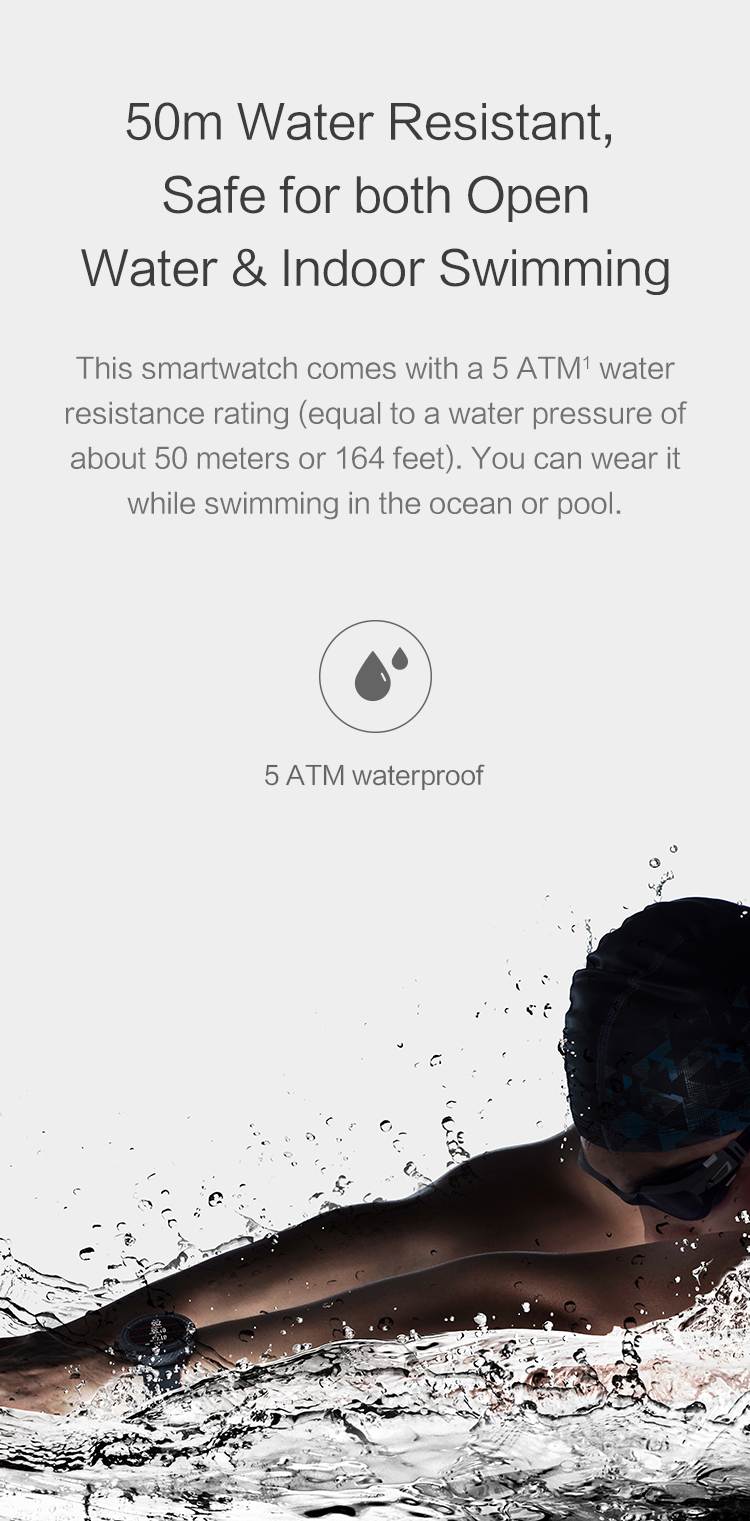 50m Water Resistant,
Safe for both Open
Water & Indoor Swimming
This smartwatch comes with a 5 ATM¹ water
resistance rating (equal to a water pressure of
about 50 meters or 164 feet). You can wear it
while swimming in the ocean or pool.
5 ATM waterproof